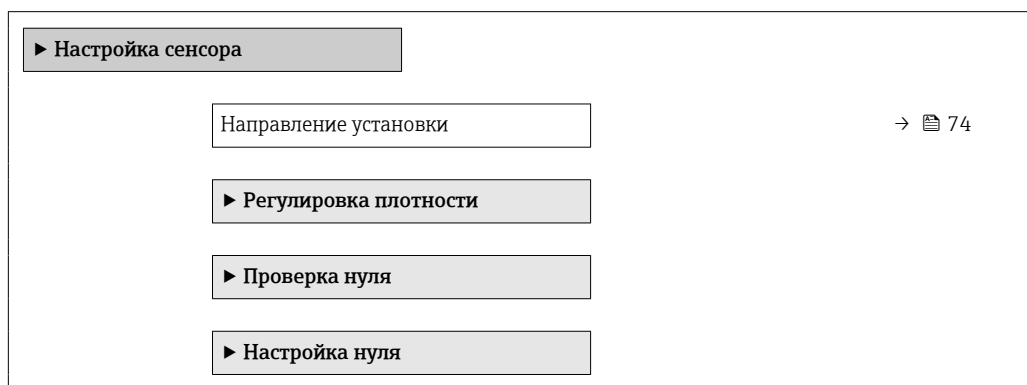 ▶ Настройка сенсора
Направление установки → 🖺 74
▶ Регулировка плотности
▶ Проверка нуля
▶ Настройка нуля